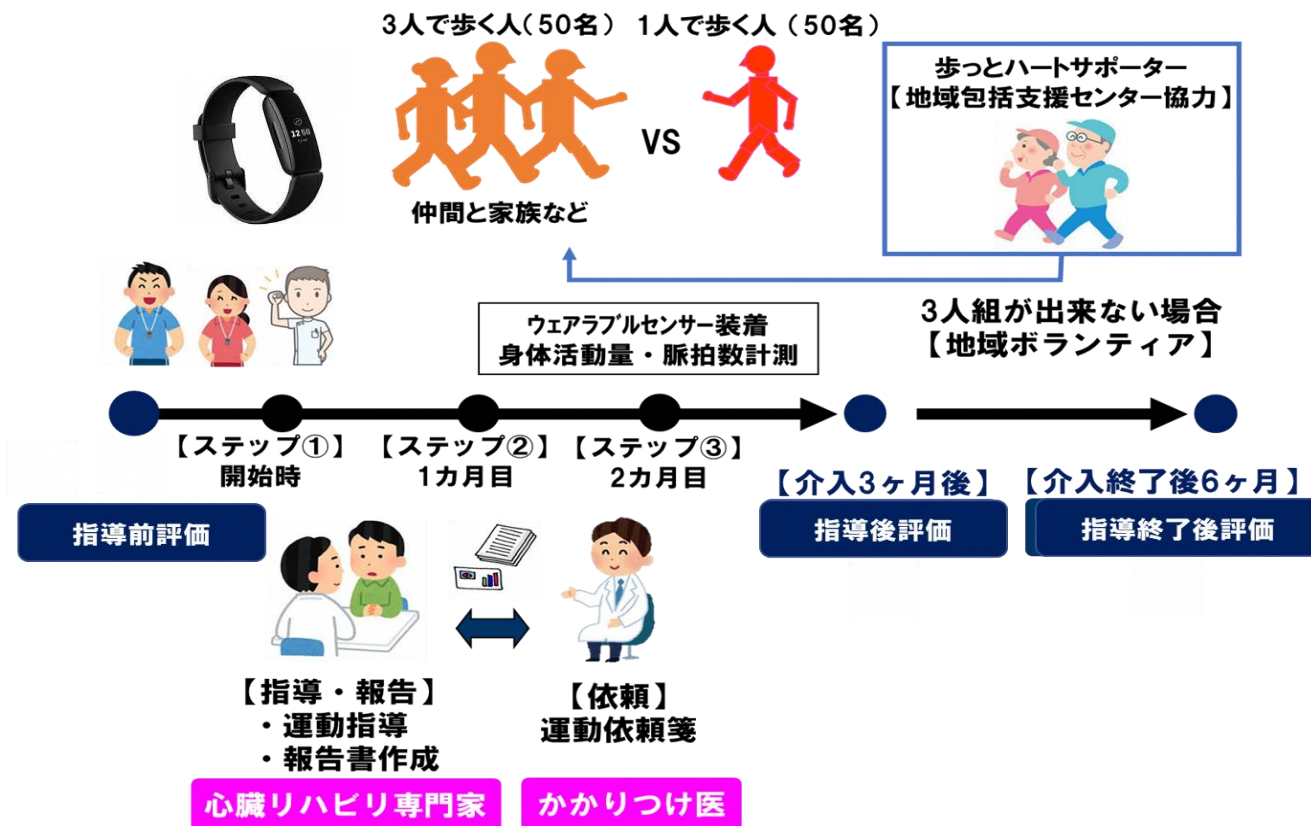 3人で歩く人(50名)
1人で歩く人(50名)
歩っとハートサポーター
【地域包括支援センター協力】
12 50
VS
仲間と家族など
ウェアラブルセンサー装着
身体活動量・脈拍数計測
3人組が出来ない場合
【地域ボランティア】
【ステップ①】
開始時
【ステップ②】
1カ月目
【ステップ③】
2カ月目
【介入3ヶ月後】
【介入終了後6ヶ月】
指導前評価
指導後評価
指導終了後評価
【指導・報告】
・運動指導
・報告書作成
【依頼】
運動依頼箋
心臓リハビリ専門家
かかりつけ医